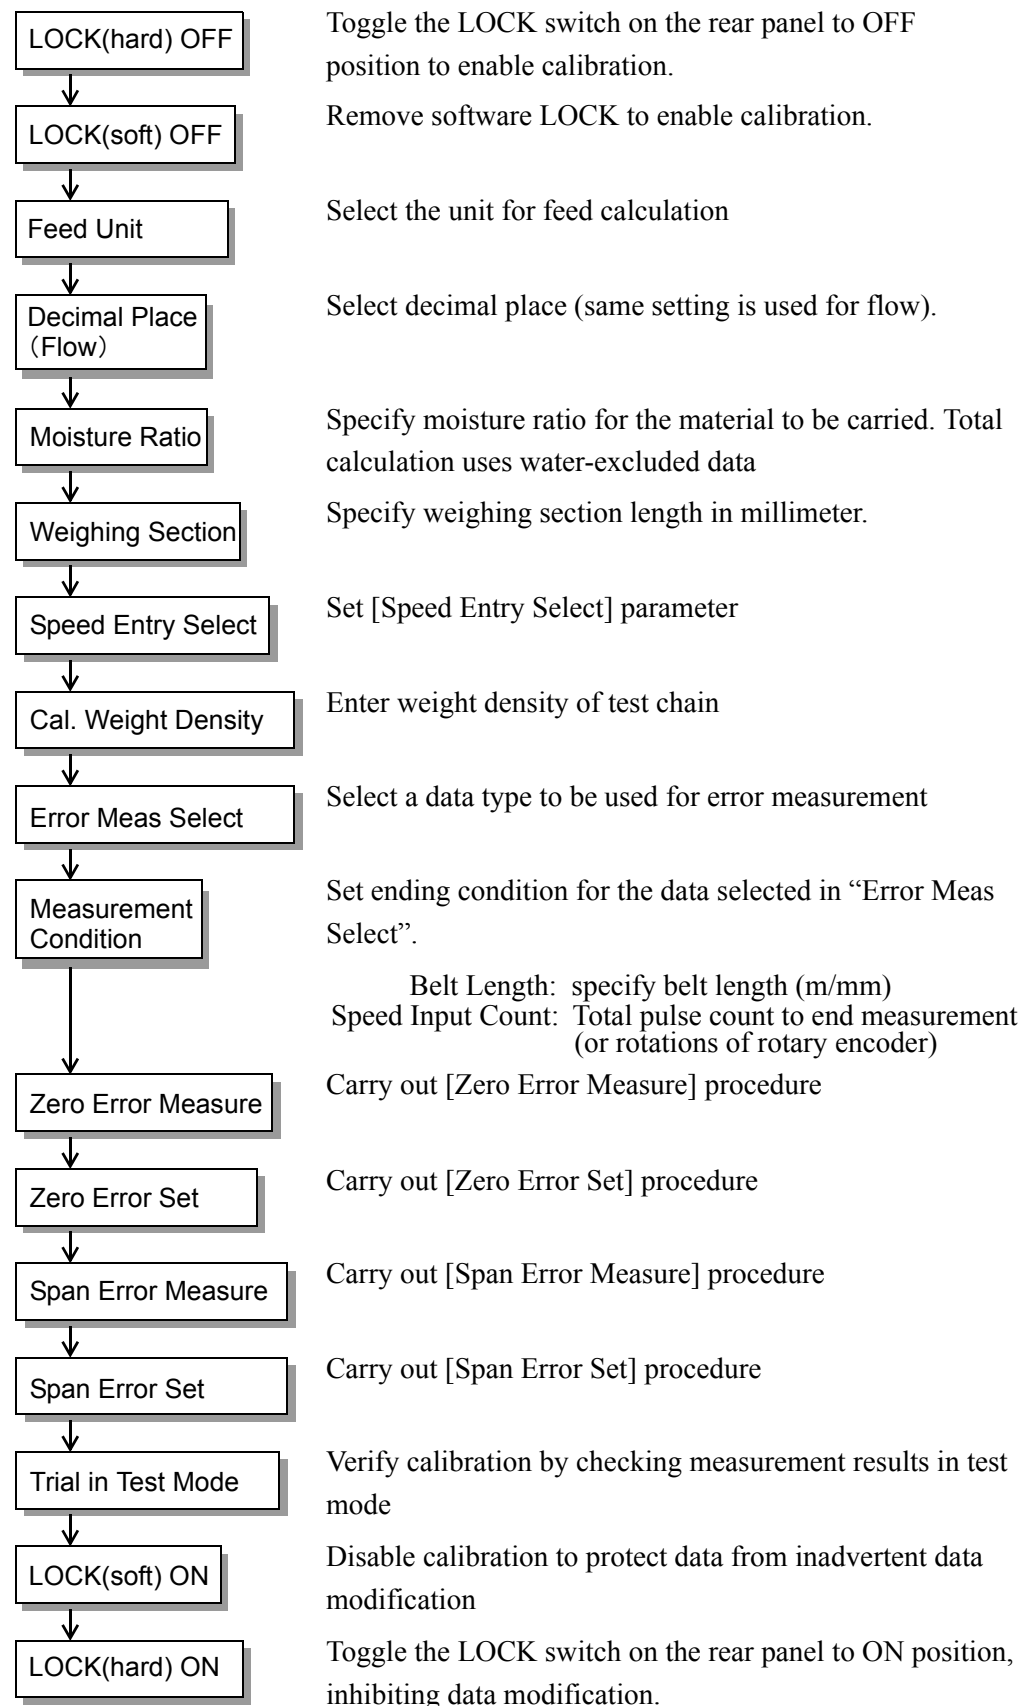 LOCK(hard) OFF
Toggle the LOCK switch on the rear panel to OFF
position to enable calibration.
LOCK(soft) OFF
Remove software LOCK to enable calibration.
Feed Unit
Select the unit for feed calculation
Decimal Place
（Flow）
Select decimal place (same setting is used for flow).
Moisture Ratio
Specify moisture ratio for the material to be carried. Total
calculation uses water-excluded data
Weighing Section
Specify weighing section length in millimeter.
Speed Entry Select
Set [Speed Entry Select] parameter
Cal. Weight Density
Enter weight density of test chain
Error Meas Select
Select a data type to be used for error measurement
Measurement
Condition
Set ending condition for the data selected in “Error Meas
Select”.
Belt Length: specify belt length (m/mm)
Speed Input Count: Total pulse count to end measurement
(or rotations of rotary encoder)
Zero Error Measure
Carry out [Zero Error Measure] procedure
Zero Error Set
Carry out [Zero Error Set] procedure
Span Error Measure
Carry out [Span Error Measure] procedure
Span Error Set
Carry out [Span Error Set] procedure
Trial in Test Mode
Verify calibration by checking measurement results in test
mode
LOCK(soft) ON
Disable calibration to protect data from inadvertent data
modification
LOCK(hard) ON
Toggle the LOCK switch on the rear panel to ON position,
inhibiting data modification.